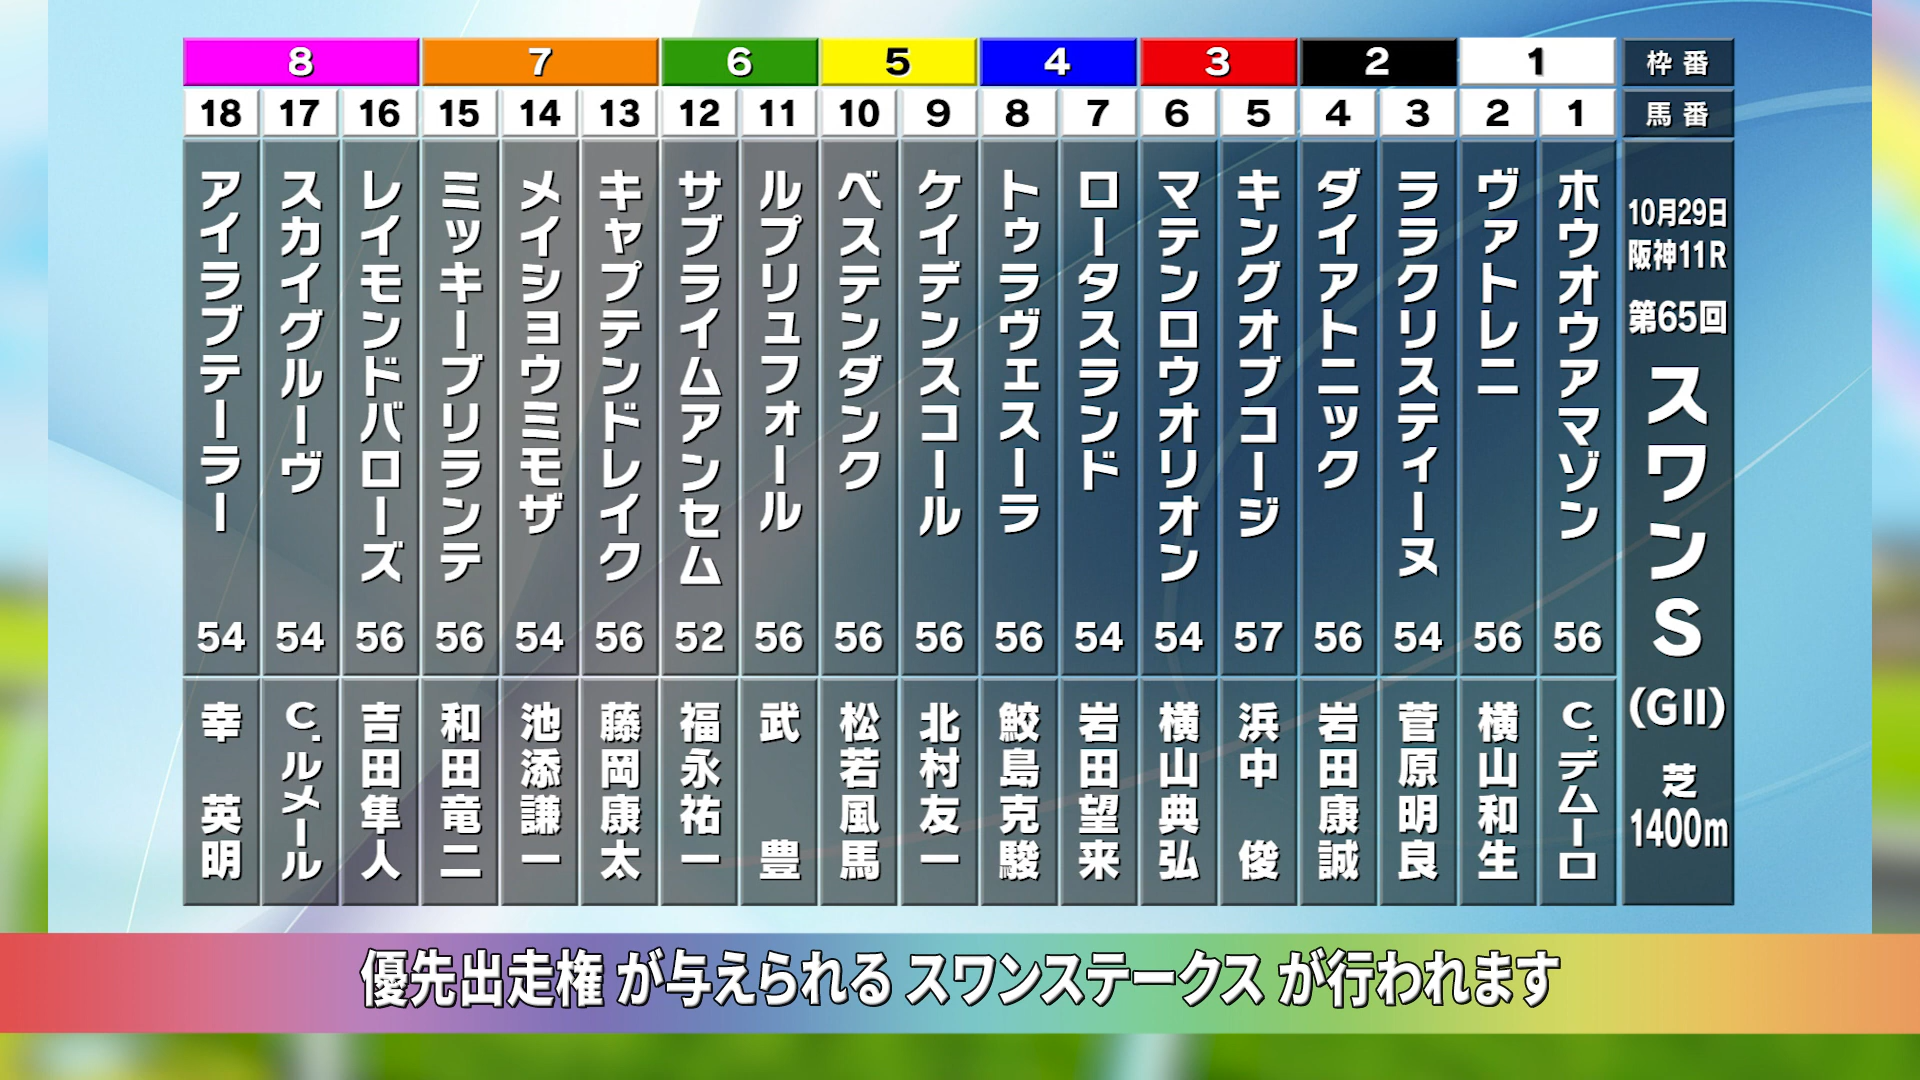 枠番
1
2
3
4
5
6
7
8
馬番
1
2
3
4
5
6
7
8
9
10
11
12
13
14
15
16
17
18
10月29日
阪神11R
第65回
スワンS
(GII)
芝
1400m
ホウオウアマゾン
56
C.デムーロ
ヴァトレニ
56
横山和生
ララクリスティーヌ
54
菅原明良
ダイアトニック
56
岩田康誠
キングオブコージ
57
浜中 俊
マテンロウオリオン
54
横山典弘
ロータスランド
54
岩田望来
トゥラヴェスーラ
56
鮫島克駿
ケイデンスコール
56
北村友一
ベステンダンク
56
松若風馬
ルプリュフォール
56
武 豊
サブライムアンセム
52
福永祐一
キャプテンドレイク
56
藤岡康太
メイショウミモザ
54
池添謙一
ミッキーブリランテ
56
和田竜二
レイモンドバローズ
56
吉田隼人
スカイグルーヴ
54
C.ルメール
アイラブテーラー
54
幸 英明
優先出走権 が与えられる スワンステークス が行われます